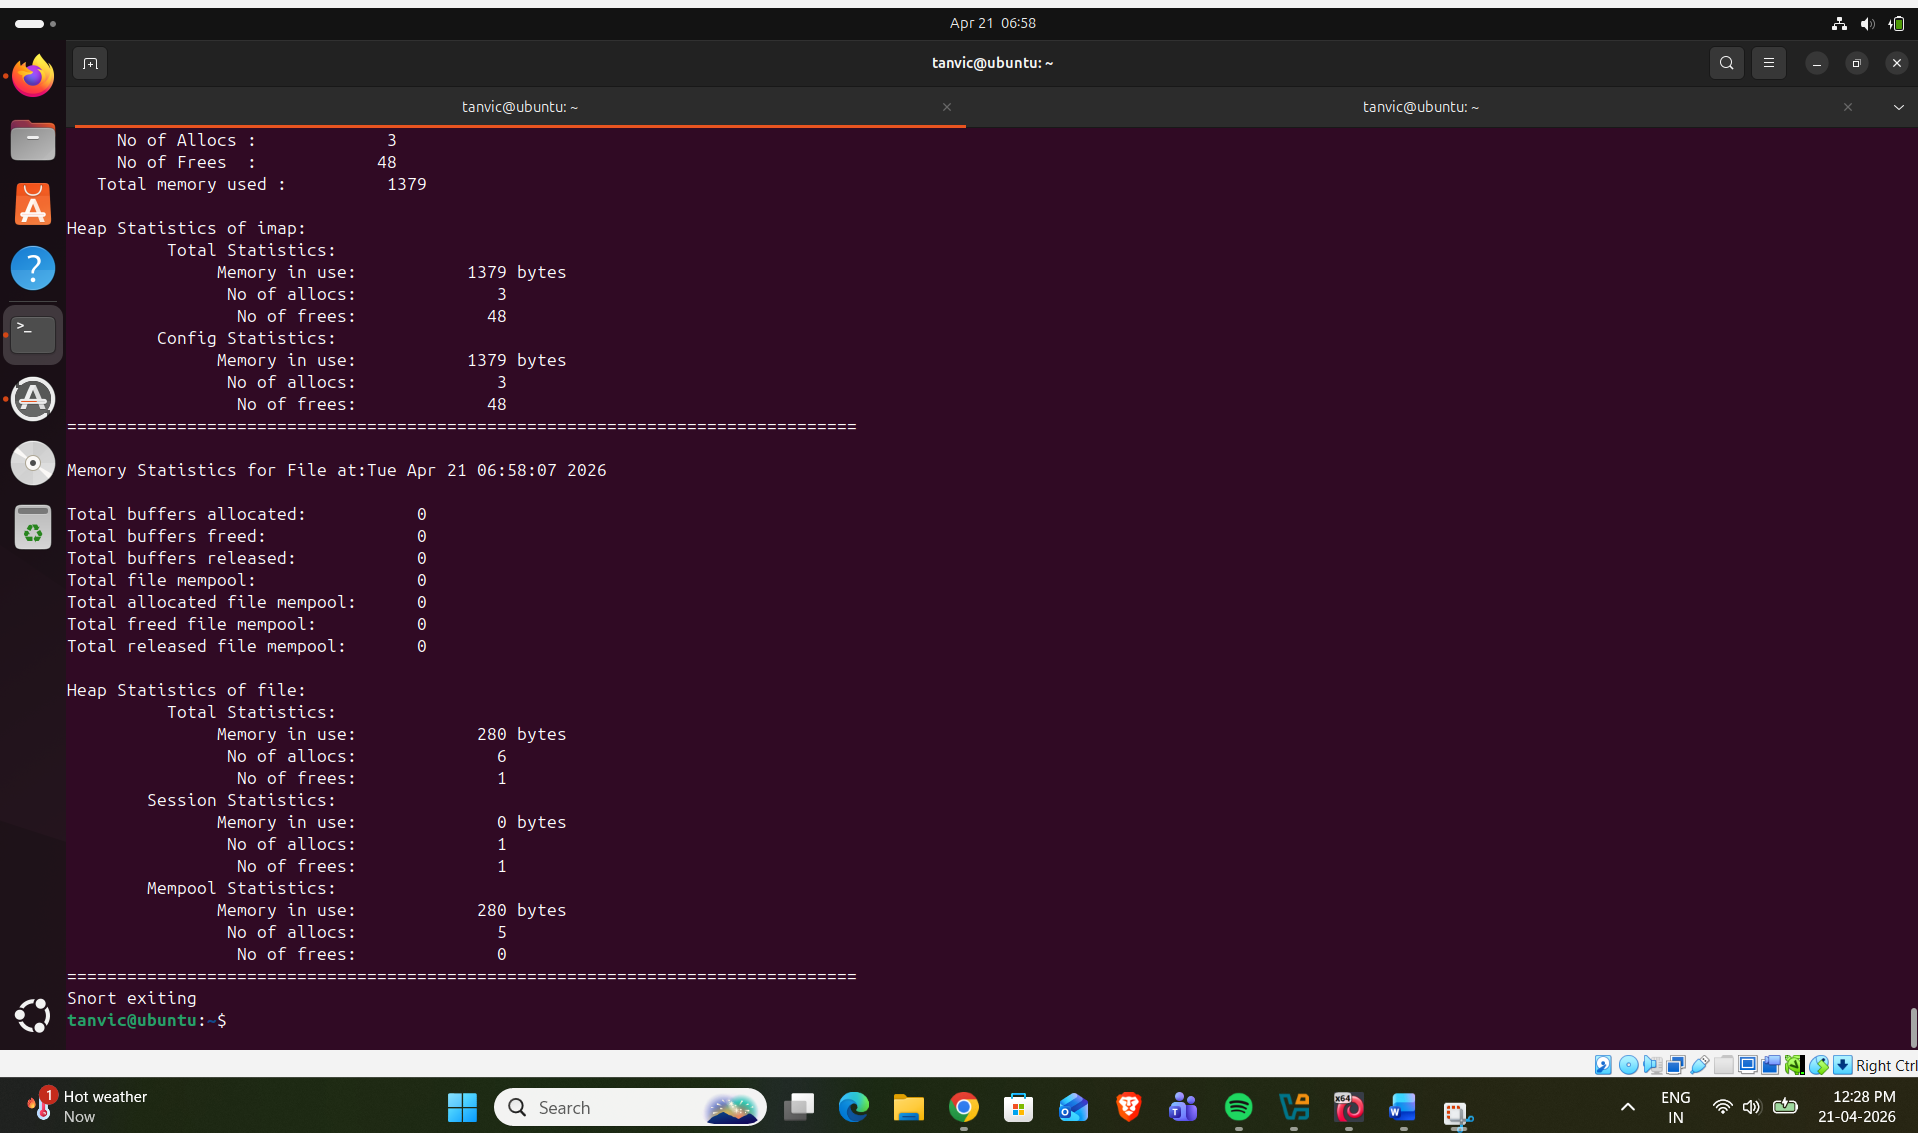 Apr 21 06:58
tanvic@ubuntu: ~
tanvic@ubuntu: ~
tanvic@ubuntu: ~
No of Allocs : 3
No of Frees : 48
Total memory used : 1379
Heap Statistics of imap:
Total Statistics:
Memory in use: 1379 bytes
No of allocs: 3
No of frees: 48
Config Statistics:
Memory in use: 1379 bytes
No of allocs: 3
No of frees: 48
===============================================================================
Memory Statistics for File at:Tue Apr 21 06:58:07 2026
Total buffers allocated: 0
Total buffers freed: 0
Total buffers released: 0
Total file mempool: 0
Total allocated file mempool: 0
Total freed file mempool: 0
Total released file mempool: 0
Heap Statistics of file:
Total Statistics:
Memory in use: 280 bytes
No of allocs: 6
No of frees: 1
Session Statistics:
Memory in use: 0 bytes
No of allocs: 1
No of frees: 1
Mempool Statistics:
Memory in use: 280 bytes
No of allocs: 5
No of frees: 0
===============================================================================
Snort exiting
tanvic@ubuntu:~$
Right Ctrl
1
Hot weather
Now
Search
x64
ENG
IN
12:28 PM
21-04-2026